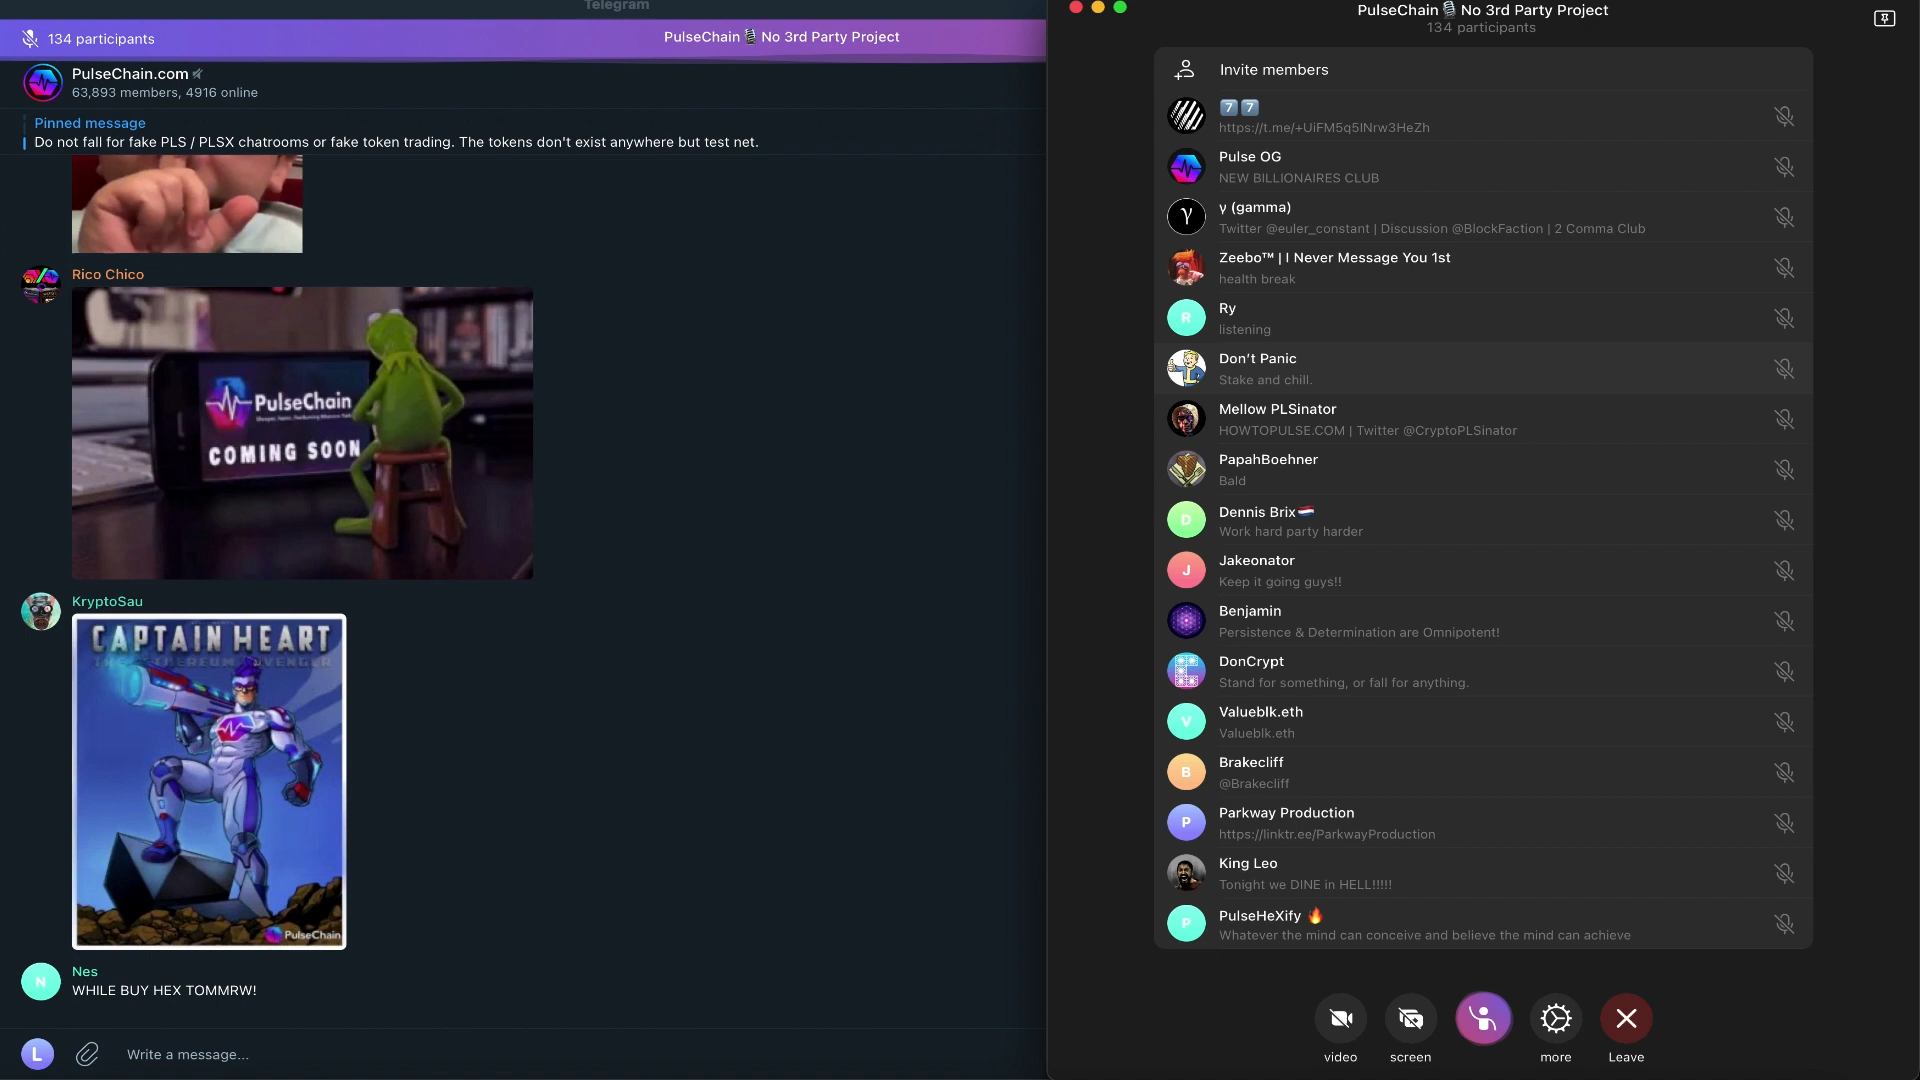 Telegram
134 participants
PulseChain🎙️No 3rd Party Project
PulseChain.com
63,893 members, 4916 online
Pinned message
Do not fall for fake PLS / PLSX chatrooms or fake token trading. The tokens don't exist anywhere but test net.
Rico Chico
PulseChain
COMING SOON
KryptoSau
CAPTAIN HEART
PulseChain
Nes
WHILE BUY HEX TOMMRW!
L
Write a message...
PulseChain🎙️No 3rd Party Project
134 participants
Invite members
7️⃣7️⃣
https://t.me/+UiFM5q5INrw3HeZh
Pulse OG
NEW BILLIONAIRES CLUB
γ (gamma)
Twitter @euler_constant | Discussion @BlockFaction | 2 Comma Club
Zeebo™ | I Never Message You 1st
health break
R
Ry
listening
Don't Panic
Stake and chill.
Mellow PLSinator
HOWTOPULSE.COM | Twitter @CryptoPLSinator
PapahBoehner
Bald
D
Dennis Brix🇳🇱
Work hard party harder
J
Jakeonator
Keep it going guys!!
Benjamin
Persistence & Determination are Omnipotent!
DonCrypt
Stand for something, or fall for anything.
V
Valueblk.eth
Valueblk.eth
B
Brakecliff
@Brakecliff
P
Parkway Production
https://linktr.ee/ParkwayProduction
King Leo
Tonight we DINE in HELL!!!!!
P
PulseHeXify 🔥
Whatever the mind can conceive and believe the mind can achieve
video
screen
more
Leave